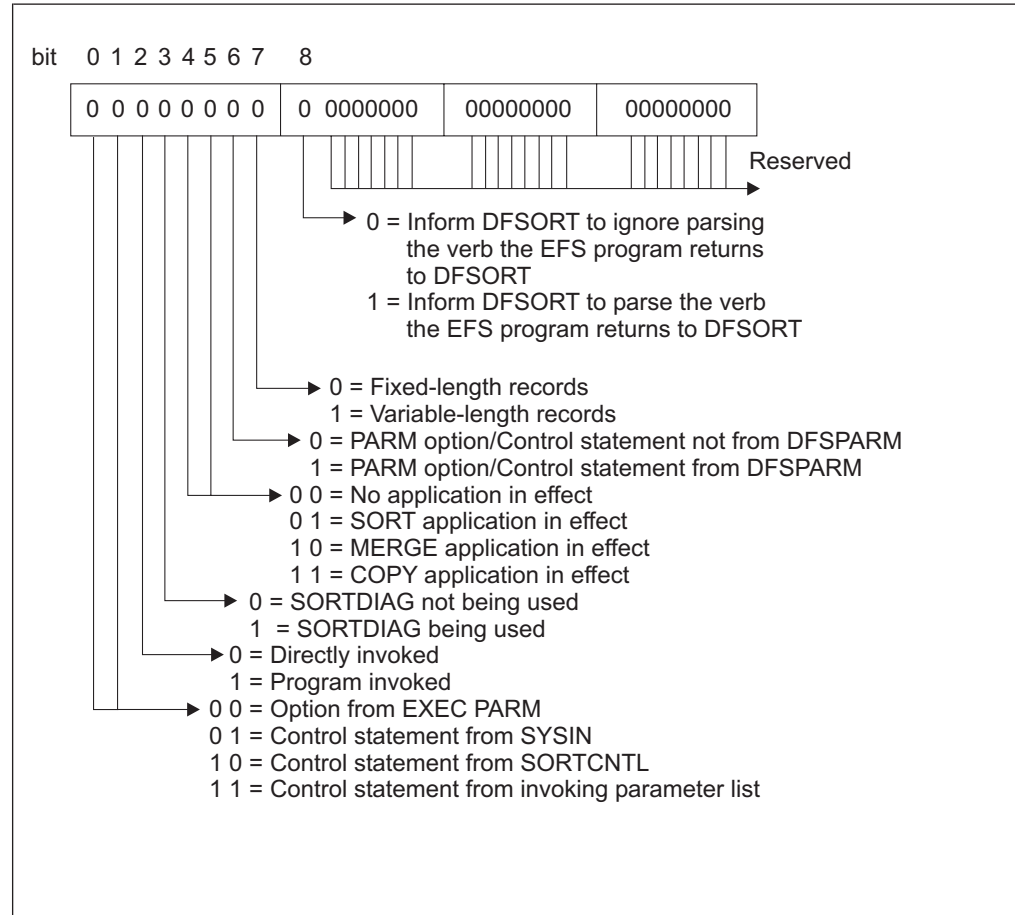 bit 0 1 2 3 4 5 6 7 8
0 0 0 0 0 0 0 0 0 0000000 00000000 00000000
Reserved
0 = Inform DFSORT to ignore parsing
the verb the EFS program returns
to DFSORT
1 = Inform DFSORT to parse the verb
the EFS program returns to DFSORT
0 = Fixed-length records
1 = Variable-length records
0 = PARM option/Control statement not from DFSPARM
1 = PARM option/Control statement from DFSPARM
0 0 = No application in effect
0 1 = SORT application in effect
1 0 = MERGE application in effect
1 1 = COPY application in effect
0 = SORTDIAG not being used
1 = SORTDIAG being used
0 = Directly invoked
1 = Program invoked
0 0 = Option from EXEC PARM
0 1 = Control statement from SYSIN
1 0 = Control statement from SORTCNTL
1 1 = Control statement from invoking parameter list